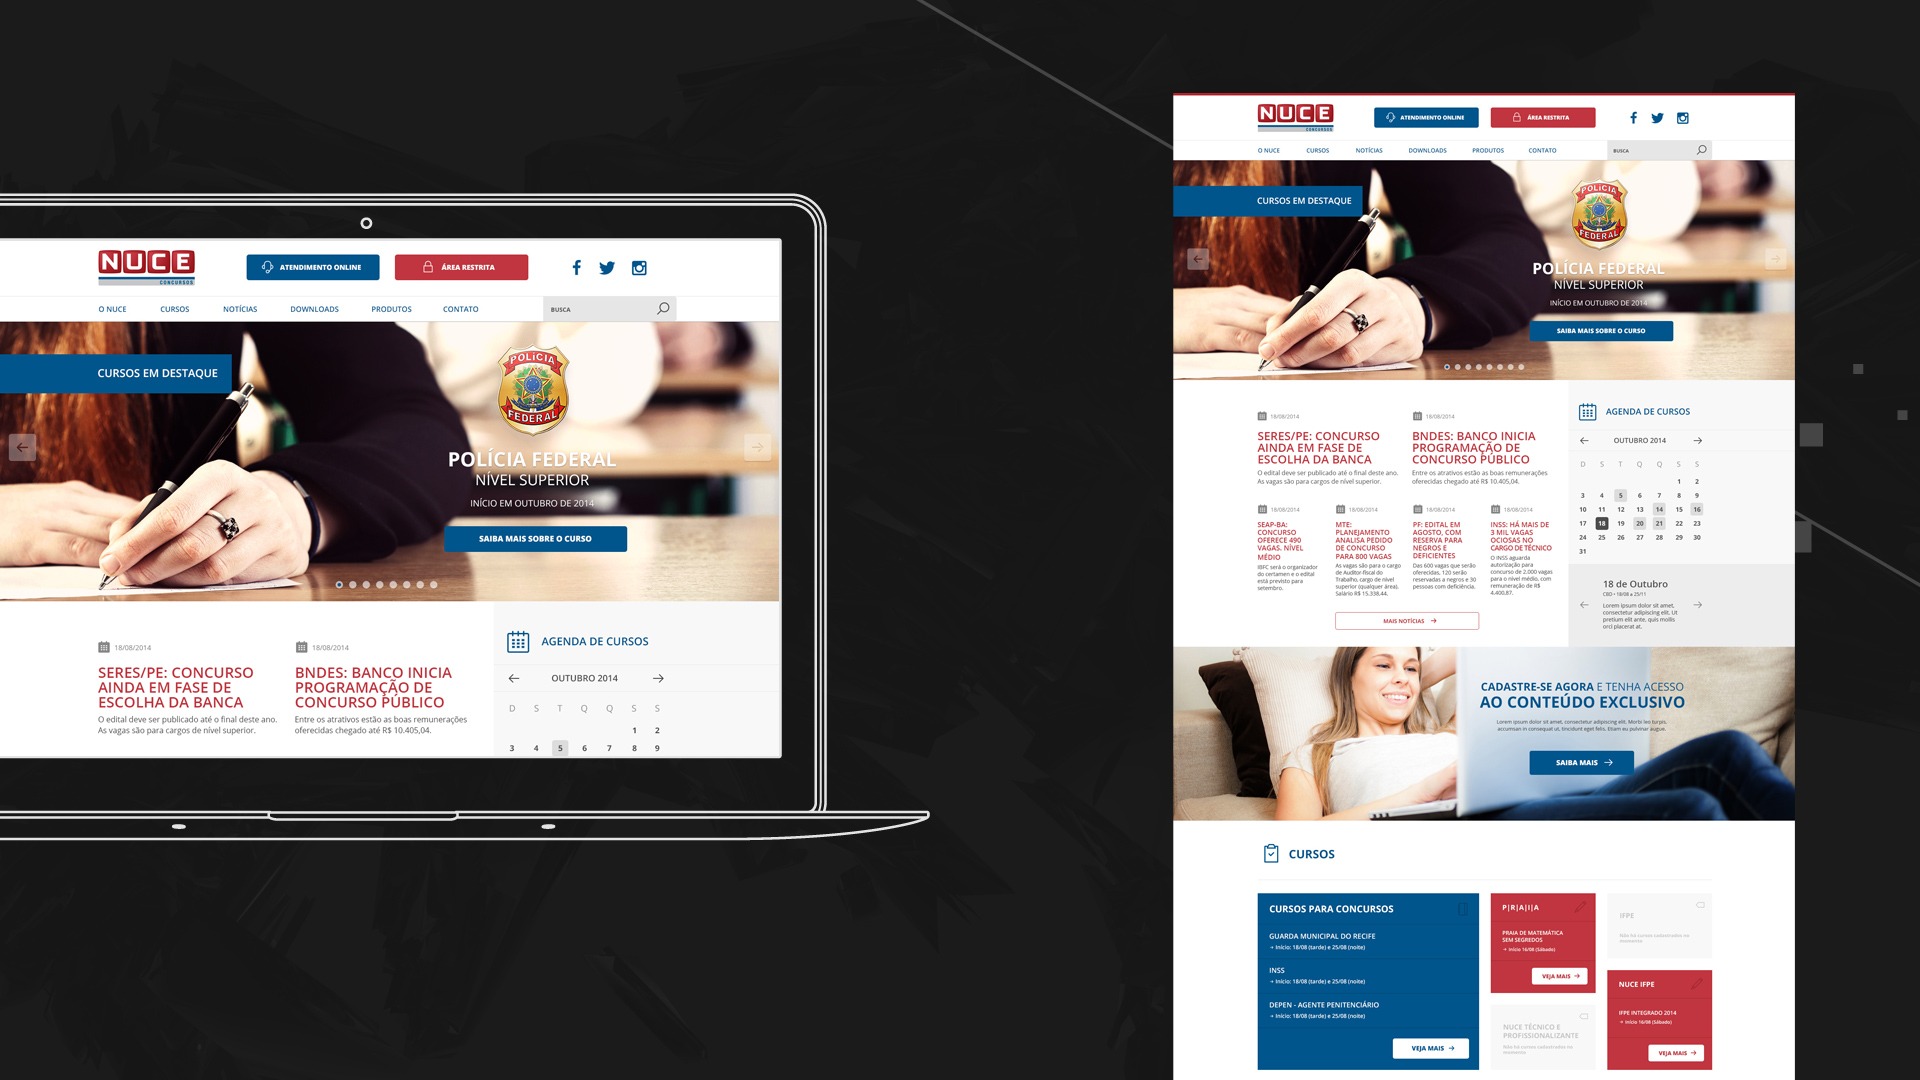 NUCE
CONCURSOS
ATENDIMENTO ONLINE
ÁREA RESTRITA
O NUCE
CURSOS
NOTÍCIAS
DOWNLOADS
PRODUTOS
CONTATO
BUSCA
CURSOS EM DESTAQUE
POLÍCIA
FEDERAL
POLÍCIA FEDERAL
NÍVEL SUPERIOR
INÍCIO EM OUTUBRO DE 2014
SAIBA MAIS SOBRE O CURSO
18/08/2014
SERES/PE: CONCURSO
AINDA EM FASE DE
ESCOLHA DA BANCA
O edital deve ser publicado até o final deste ano.
As vagas são para cargos de nível superior.
18/08/2014
BNDES: BANCO INICIA
PROGRAMAÇÃO DE
CONCURSO PÚBLICO
Entre os atrativos estão as boas remunerações
oferecidas chegado até R$ 10.405,04.
AGENDA DE CURSOS
OUTUBRO 2014
D S T Q Q S S
1 2
3 4 5 6 7 8 9
NUCE
CONCURSOS
ATENDIMENTO ONLINE
ÁREA RESTRITA
O NUCE
CURSOS
NOTÍCIAS
DOWNLOADS
PRODUTOS
CONTATO
BUSCA
CURSOS EM DESTAQUE
POLÍCIA
FEDERAL
POLÍCIA FEDERAL
NÍVEL SUPERIOR
INÍCIO EM OUTUBRO DE 2014
SAIBA MAIS SOBRE O CURSO
18/08/2014
SERES/PE: CONCURSO
AINDA EM FASE DE
ESCOLHA DA BANCA
O edital deve ser publicado até o final deste ano.
As vagas são para cargos de nível superior.
18/08/2014
BNDES: BANCO INICIA
PROGRAMAÇÃO DE
CONCURSO PÚBLICO
Entre os atrativos estão as boas remunerações
oferecidas chegado até R$ 10.405,04.
18/08/2014
SEAP-BA:
CONCURSO
OFERECE 490
VAGAS. NÍVEL
MÉDIO
IBFC será o organizador
do certamen e o edital
está previsto para
setembro.
18/08/2014
MTE:
PLANEJAMENTO
ANALISA PEDIDO
DE CONCURSO
PARA 800 VAGAS
As vagas são para o cargo
de Auditor-fiscal do
Trabalho, cargo de nível
superior (qualquer área).
Salário R$ 15.338,44.
18/08/2014
PF: EDITAL EM
AGOSTO, COM
RESERVA PARA
NEGROS E
DEFICIENTES
Das 600 vagas que serão
oferecidas, 120 serão
reservadas a negros e 30
pessoas com deficiência.
18/08/2014
INSS: HÁ MAIS DE
3 MIL VAGAS
OCIOSAS NO
CARGO DE TÉCNICO
O INSS aguarda
autorização para
concurso de 2.000 vagas
para o nível médio, com
remuneração de R$
4.400,87.
MAIS NOTÍCIAS
AGENDA DE CURSOS
OUTUBRO 2014
D S T Q Q S S
1 2
3 4 5 6 7 8 9
10 11 12 13 14 15 16
17 18 19 20 21 22 23
24 25 26 27 28 29 30
31
18 de Outubro
CBD • 18/08 a 25/11
Lorem ipsum dolor sit amet,
consectetur adipiscing elit. Ut
pretium elit ante, quis mollis
orci placerat at.
CADASTRE-SE AGORA E TENHA ACESSO
AO CONTEÚDO EXCLUSIVO
Lorem ipsum dolor sit amet, consectetur adipiscing elit. Morbi leo turpis,
accumsan in consequat ut, tincidunt eget felis. Etiam eu pulvinar augue.
SAIBA MAIS
CURSOS
CURSOS PARA CONCURSOS
GUARDA MUNICIPAL DO RECIFE
Início: 18/08 (tarde) e 25/08 (noite)
INSS
Início: 18/08 (tarde) e 25/08 (noite)
DEPEN - AGENTE PENITENCIÁRIO
Início: 18/08 (tarde) e 25/08 (noite)
VEJA MAIS
P|R|A|I|A
PRAIA DE MATEMÁTICA
SEM SEGREDOS
Início 16/08 (Sábado)
VEJA MAIS
NUCE TÉCNICO E
PROFISSIONALIZANTE
Não há cursos cadastrados no
momento
IFPE
Não há cursos cadastrados no
momento
NUCE IFPE
IFPE INTEGRADO 2014
Início 16/08 (Sábado)
VEJA MAIS